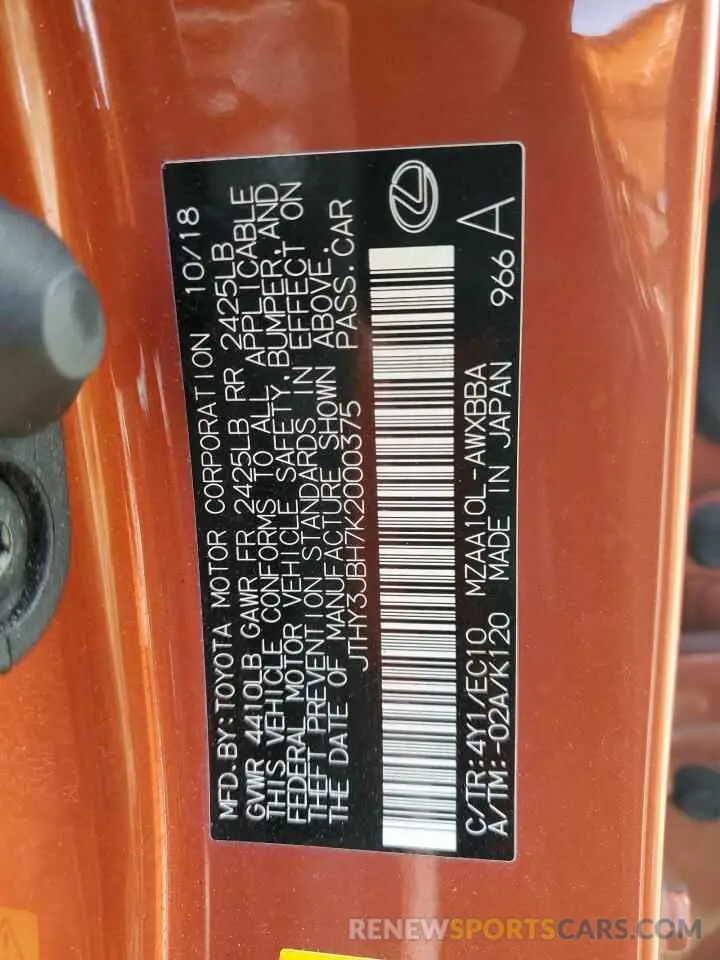 MFD. BY: TOYOTA MOTOR CORPORATION 10/18
GVWR 4410LB GAWR FR 2425LB RR 2425LB
THIS VEHICLE CONFORMS TO ALL APPLICABLE
FEDERAL MOTOR VEHICLE SAFETY, BUMPER, AND
THEFT PREVENTION STANDARDS IN EFFECT ON
THE DATE OF MANUFACTURE SHOWN ABOVE.
JTHY3JBH7K2000375 PASS.CAR
C/TR:4Y1/EC10 MZAA10L-AWXBBA
A/TM:-02A/K120 MADE IN JAPAN 966 A
RENEWSPORTSCARS.COM